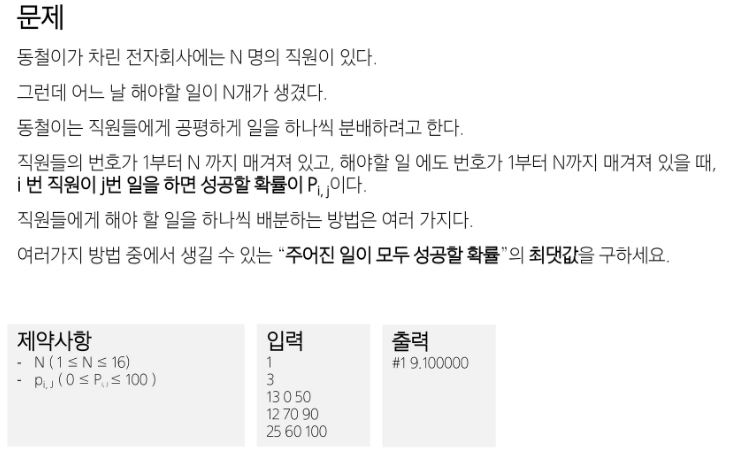 문제
동철이가 차린 전자회사에는 N 명의 직원이 있다.
그런데 어느 날 해야할 일이 N개가 생겼다.
동철이는 직원들에게 공평하게 일을 하나씩 분배하려고 한다.
직원들의 번호가 1부터 N 까지 매겨져 있고, 해야할 일 에도 번호가 1부터 N까지 매겨져 있을 때,
i 번 직원이 j번 일을 하면 성공할 확률이 Pi, j이다.
직원들에게 해야 할 일을 하나씩 배분하는 방법은 여러 가지다.
여러가지 방법 중에서 생길 수 있는 “주어진 일이 모두 성공할 확률”의 최댓값을 구하세요.
제약사항
- N ( 1 ≤ N ≤ 16)
- pi, J ( 0 ≤ Pi, j ≤ 100 )
입력
1
3
13 0 50
12 70 90
25 60 100
출력
#1 9.100000